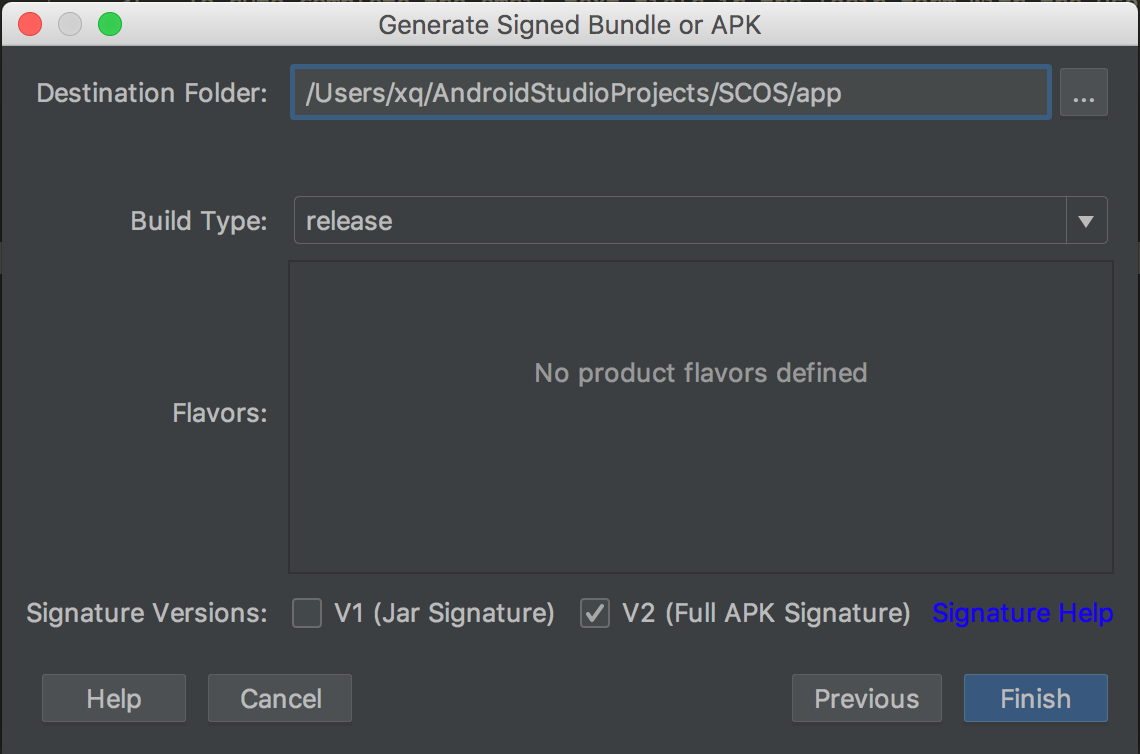 Generate Signed Bundle or APK
Destination Folder: /Users/xq/AndroidStudioProjects/SCOS/app ...
Build Type: release
No product flavors defined
Flavors:
Signature Versions: V1 (Jar Signature) V2 (Full APK Signature) Signature Help
Help Cancel Previous Finish